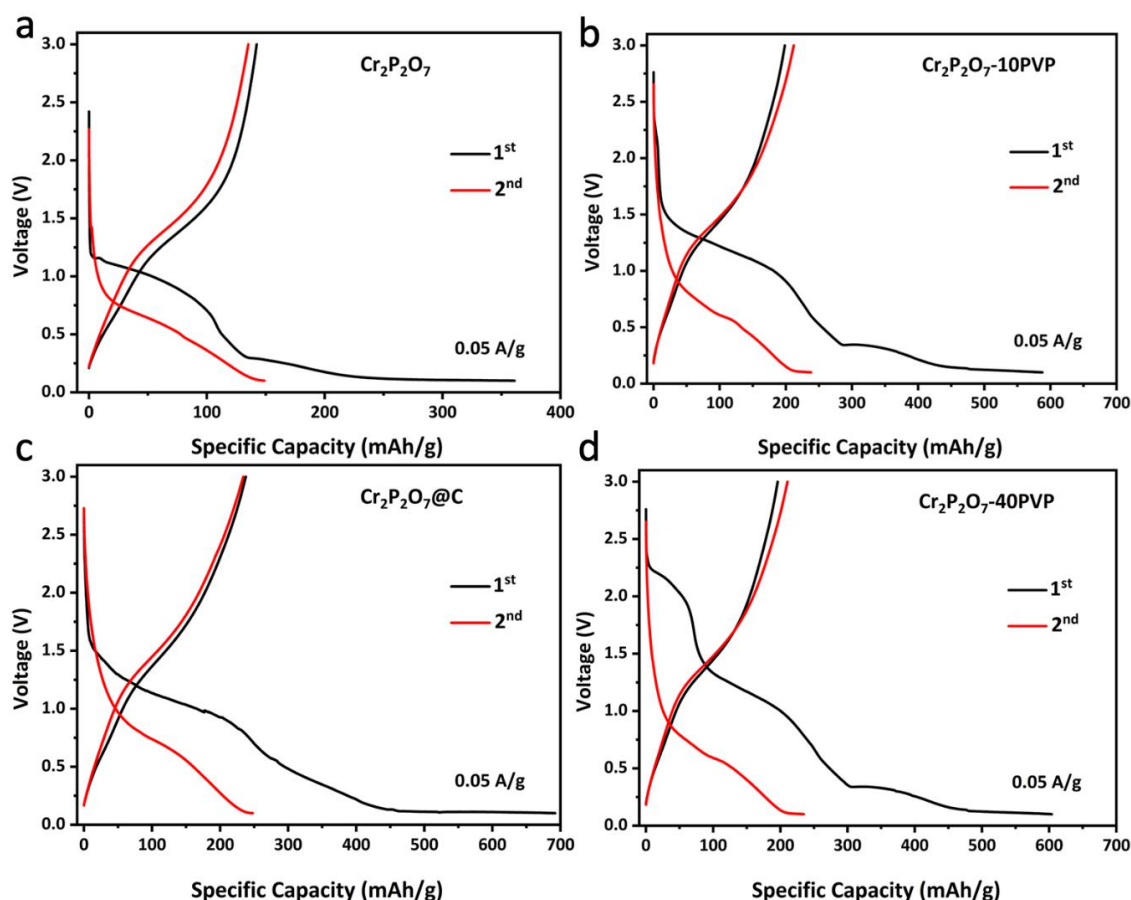 a
Cr₂P₂O₇
1ˢᵗ
2ⁿᵈ
0.05 A/g
Voltage (V)
3.0
2.5
2.0
1.5
1.0
0.5
0.0
0 100 200 300 400
Specific Capacity (mAh/g)
b
Cr₂P₂O₇-10PVP
1ˢᵗ
2ⁿᵈ
0.05 A/g
Voltage (V)
3.0
2.5
2.0
1.5
1.0
0.5
0.0
0 100 200 300 400 500 600 700
Specific Capacity (mAh/g)
c
Cr₂P₂O₇@C
1ˢᵗ
2ⁿᵈ
0.05 A/g
Voltage (V)
3.0
2.5
2.0
1.5
1.0
0.5
0.0
0 100 200 300 400 500 600 700
Specific Capacity (mAh/g)
d
Cr₂P₂O₇-40PVP
1ˢᵗ
2ⁿᵈ
0.05 A/g
Voltage (V)
3.0
2.5
2.0
1.5
1.0
0.5
0.0
0 100 200 300 400 500 600 700
Specific Capacity (mAh/g)